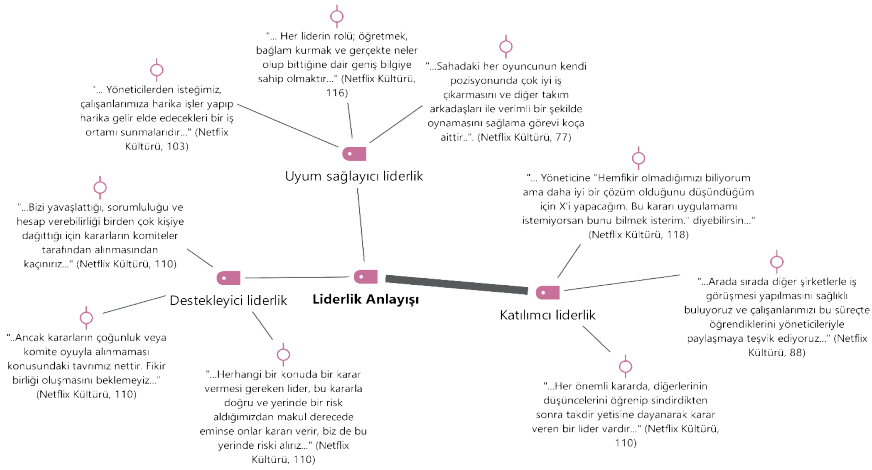 "... Her liderin rolü; öğretmek,
bağlam kurmak ve gerçekte neler
olup bittiğine dair geniş bilgiye
sahip olmaktır..." (Netflix Kültürü,
116)
"...Sahadaki her oyuncunun kendi
pozisyonunda çok iyi iş
çıkarmasını ve diğer takım
arkadaşları ile verimli bir şekilde
oynamasını sağlama görevi koça
aittir..". (Netflix Kültürü, 77)
"... Yöneticilerden isteğimiz,
çalışanlarımıza harika işler yapıp
harika gelir elde edecekleri bir iş
ortamı sunmalarıdır..." (Netflix
Kültürü, 103)
Uyum sağlayıcı liderlik
"... Yöneticine "Hemfikir olmadığımızı biliyorum
ama daha iyi bir çözüm olduğunu düşündüğüm
için X'i yapacağım. Bu kararı uygulamamı
istemiyorsan bunu bilmek isterim." diyebilirsin..."
(Netflix Kültürü, 118)
"...Bizi yavaşlattığı, sorumluluğu ve
hesap verebilirliği birden çok kişiye
dağıttığı için kararların komiteler
tarafından alınmasından
kaçınırız..." (Netflix Kültürü, 110)
Destekleyici liderlik
Liderlik Anlayışı
Katılımcı liderlik
"...Arada sırada diğer şirketlerle iş
görüşmesi yapılmasını sağlıklı
buluyoruz ve çalışanlarımızı bu süreçte
öğrendiklerini yöneticileriyle
paylaşmaya teşvik ediyoruz..." (Netflix
Kültürü, 88)
"..Ancak kararların çoğunluk veya
komite oyuyla alınmaması
konusundaki tavrımız nettir. Fikir
birliği oluşmasını beklemeyiz..."
(Netflix Kültürü, 110)
"...Herhangi bir konuda bir karar
vermesi gereken lider, bu kararla
doğru ve yerinde bir risk
aldığımızdan makul derecede
eminse onlar kararı verir, biz de bu
yerinde riski alırız..." (Netflix
Kültürü, 110)
"...Her önemli kararda, diğerlerinin
düşüncelerini öğrenip sindirdikten
sonra takdir yetisine dayanarak karar
veren bir lider vardır..." (Netflix Kültürü,
110)